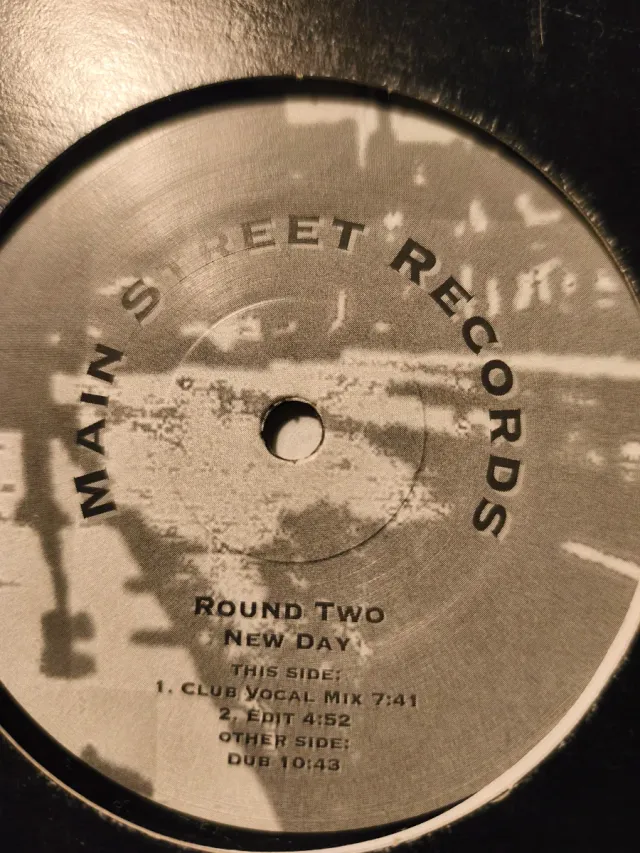 MAIN STREET RECORDS
ROUND TWO
NEW DAY
THIS SIDE:
1. CLUB VOCAL MIX 7:41
2. EDIT 4:52
OTHER SIDE:
DUB 10:43